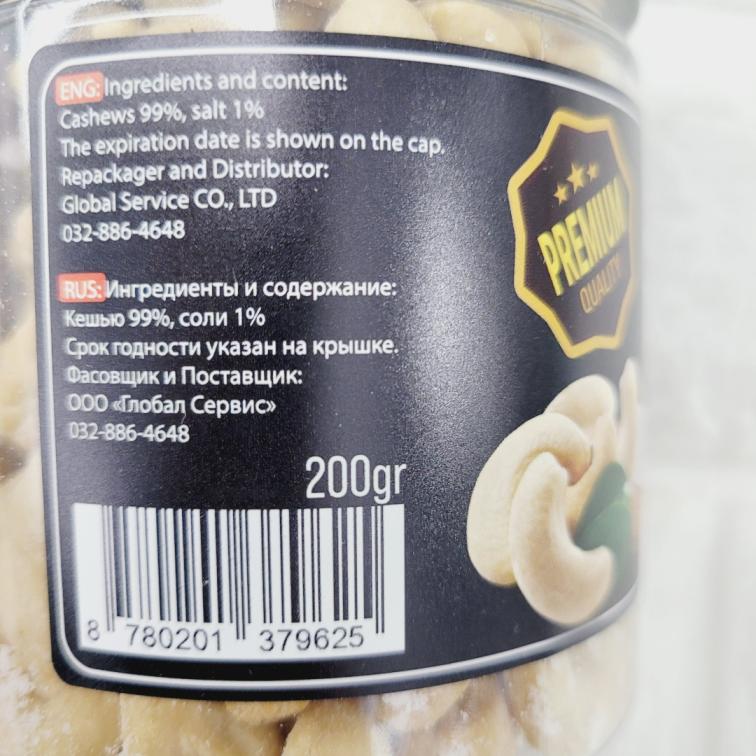 ENG: Ingredients and content:
Cashews 99%, salt 1%
The expiration date is shown on the cap.
Repackager and Distributor:
Global Service CO., LTD
032-886-4648
RUS: Ингредиенты и содержание:
Кешью 99%, соли 1%
Срок годности указан на крышке.
Фасовщик и Поставщик:
ООО «Глобал Сервис»
032-886-4648
200gr
8 780201 379625
PREMIUM
QUALITY